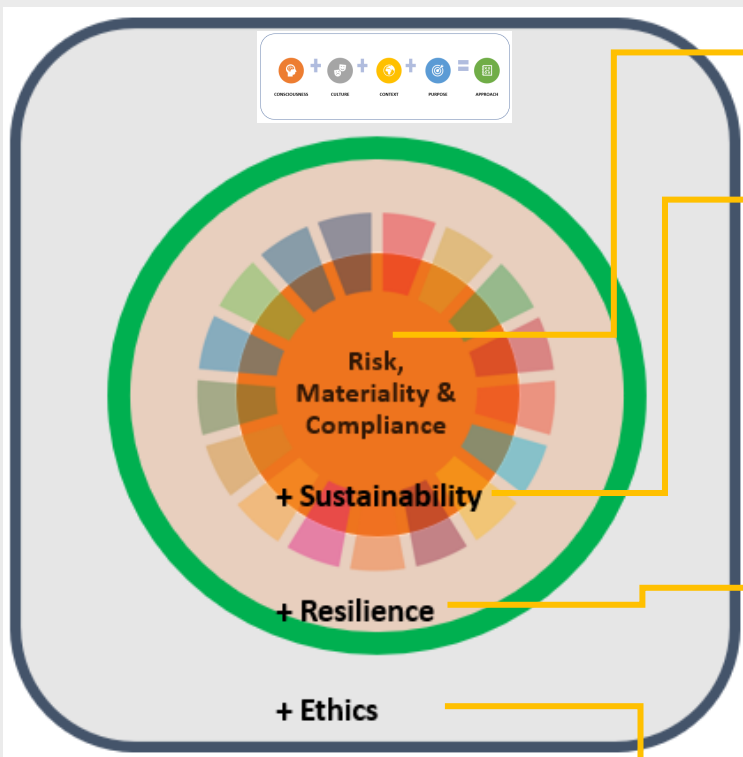 CONSCIOUSNESS + CULTURE + CONTEXT + PURPOSE = APPROACH
Risk,
Materiality &
Compliance
+ Sustainability
+ Resilience
+ Ethics